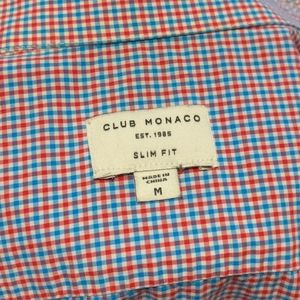 CLUB MONACO
EST. 1985
SLIM FIT
MADE IN
CHINA
M